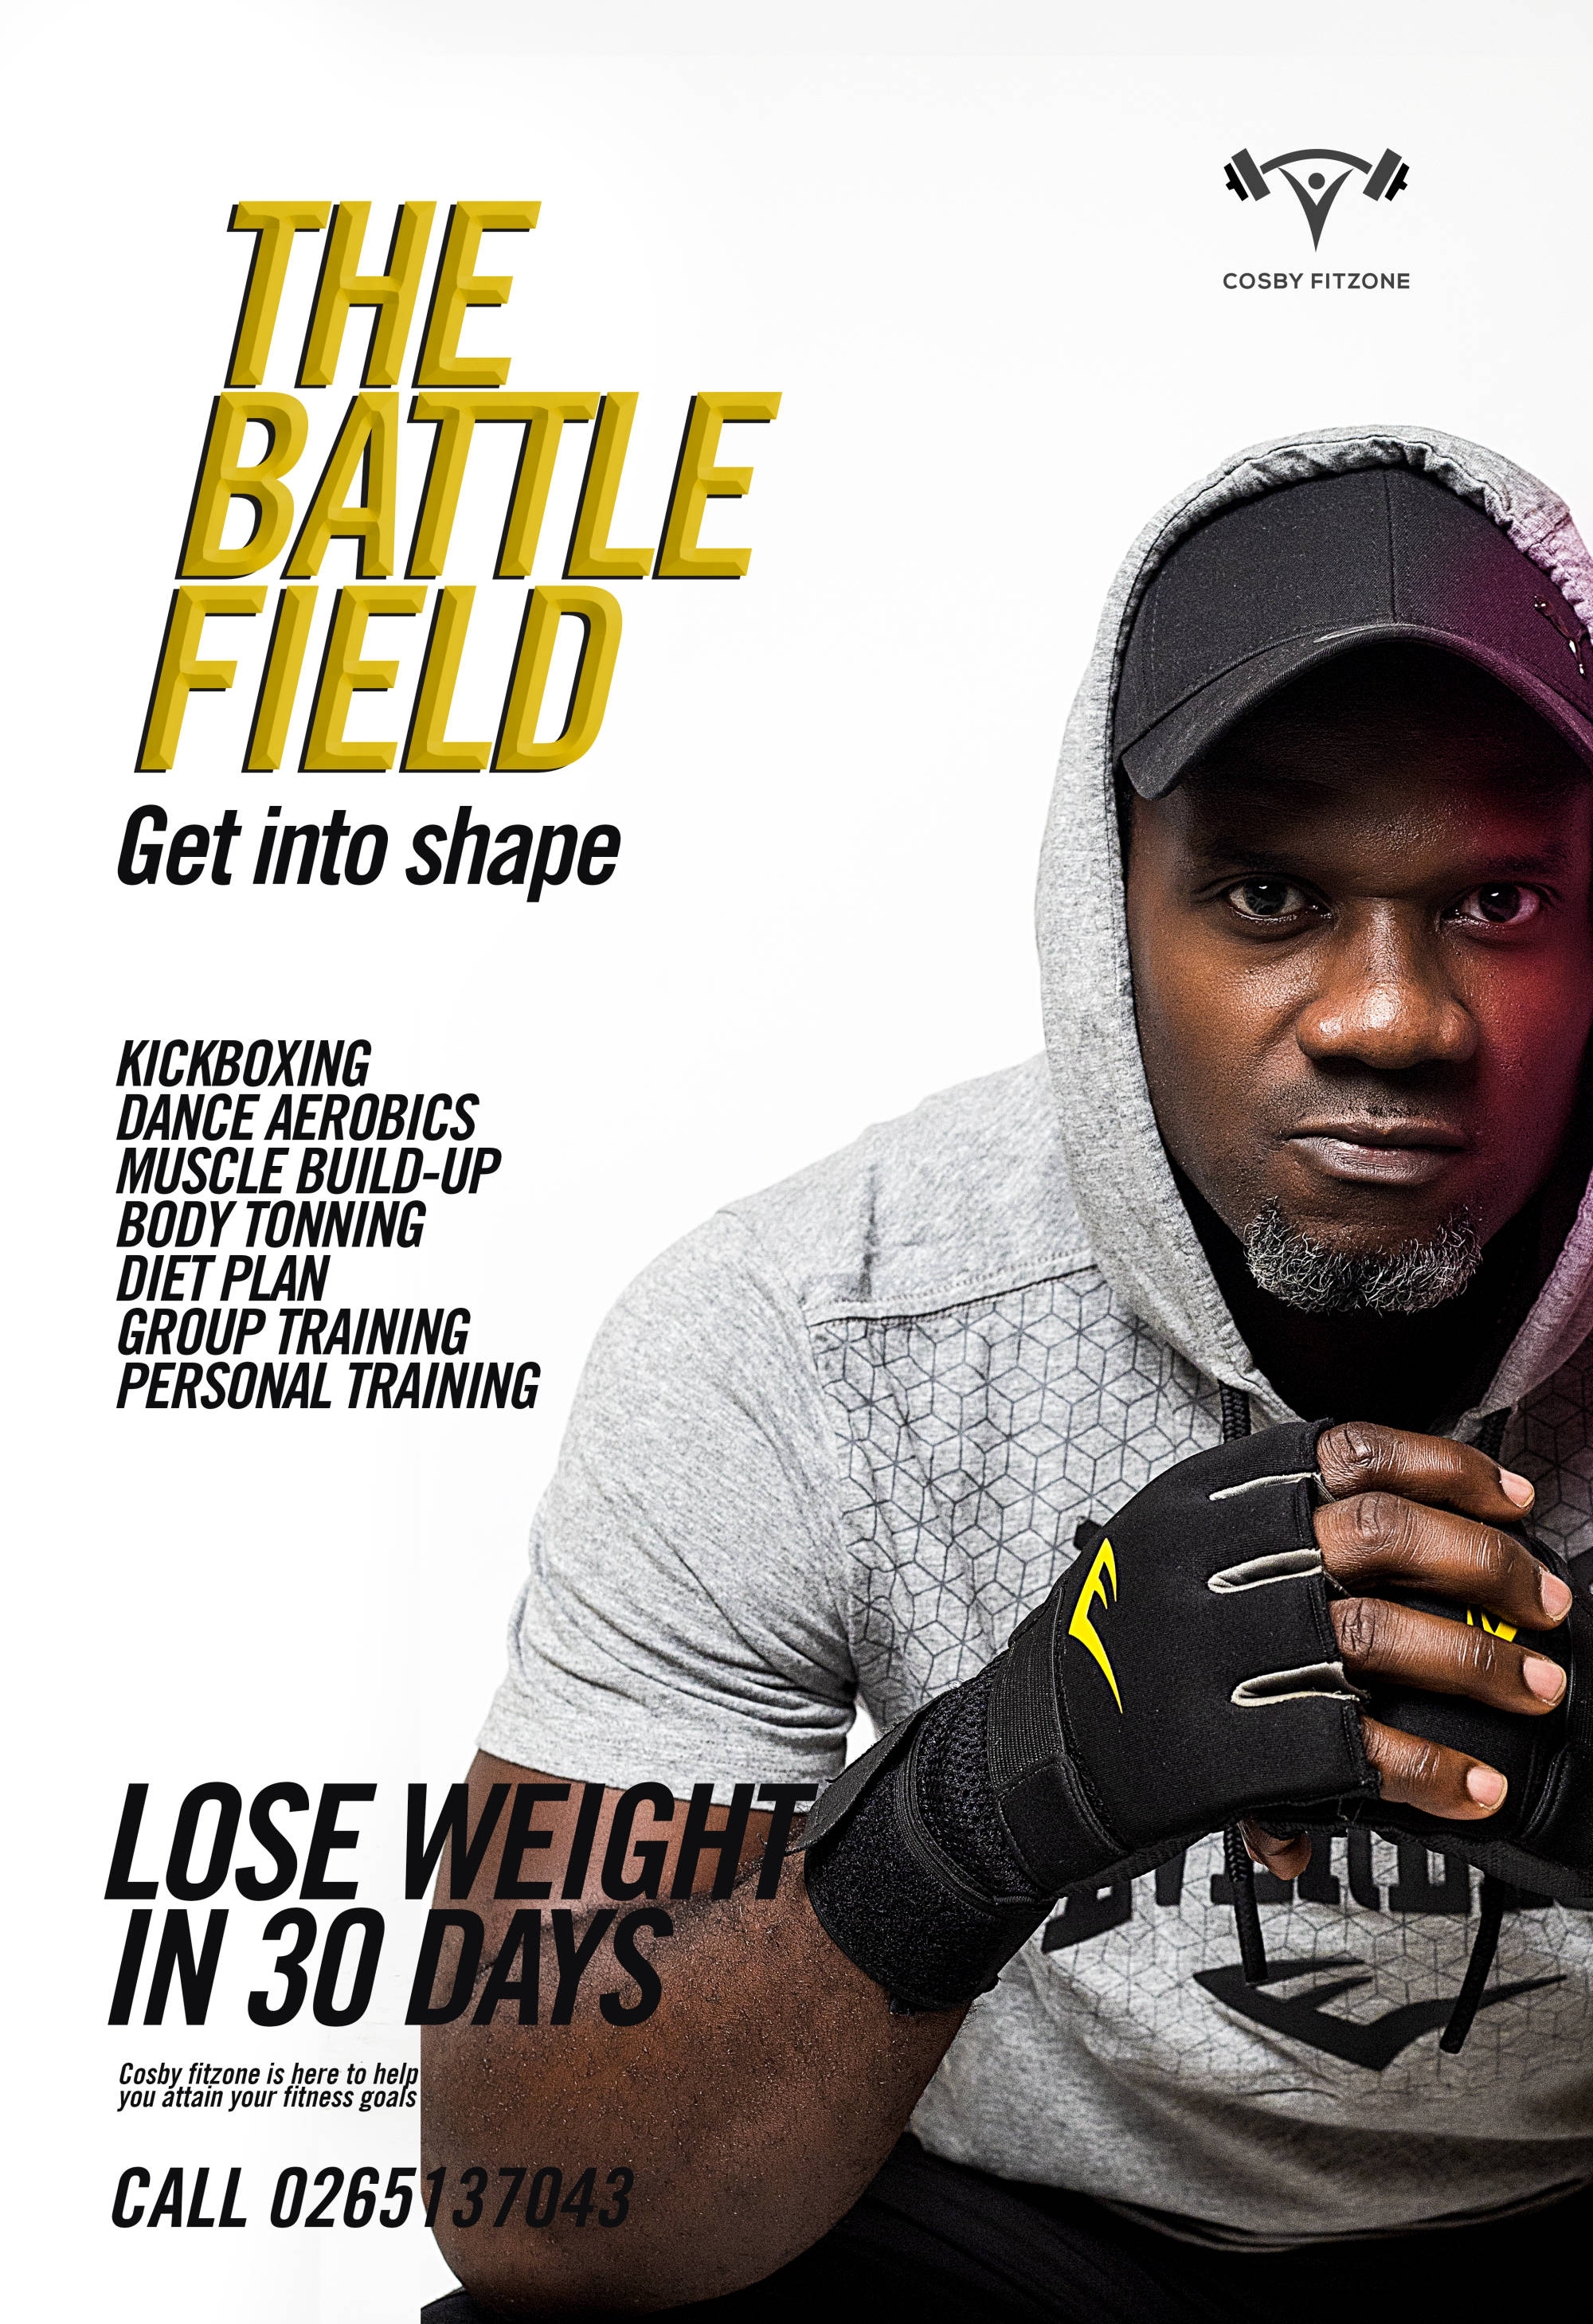 COSBY FITZONE
THE
BATTLE
FIELD
Get into shape
KICKBOXING
DANCE AEROBICS
MUSCLE BUILD-UP
BODY TONNING
DIET PLAN
GROUP TRAINING
PERSONAL TRAINING
LOSE WEIGHT
IN 30 DAYS
Cosby fitzone is here to help
you attain your fitness goals
CALL 0265137043